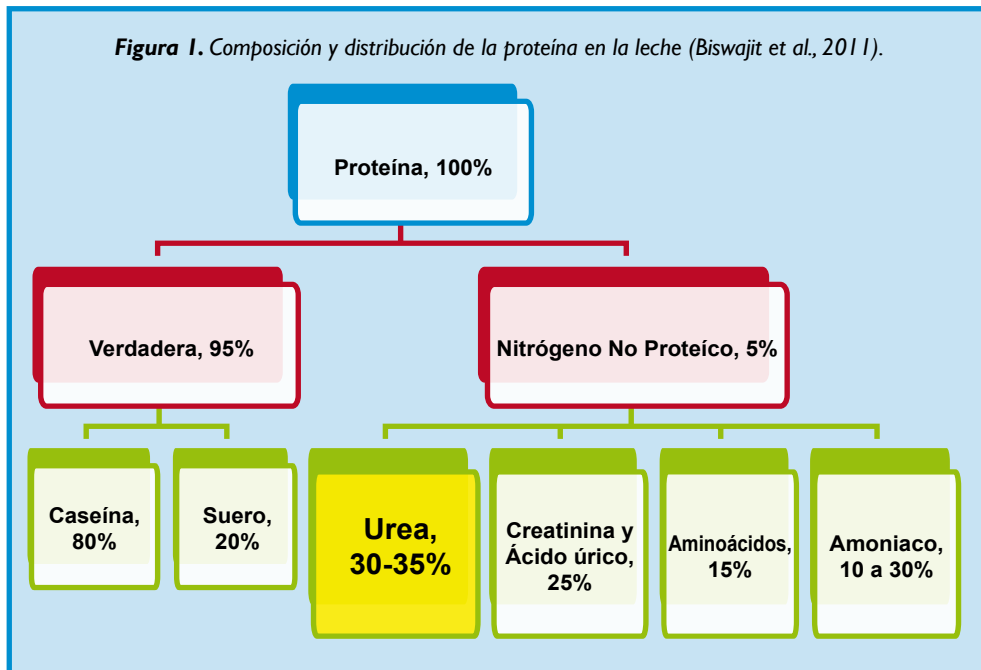 Figura 1. Composición y distribución de la proteína en la leche (Biswajit et al., 2011).
Proteína, 100%
Verdadera, 95%
Nitrógeno No Proteíco, 5%
Caseína,
80%
Suero,
20%
Urea,
30-35%
Creatinina y
Ácido úrico,
25%
Aminoácidos,
15%
Amoniaco,
10 a 30%